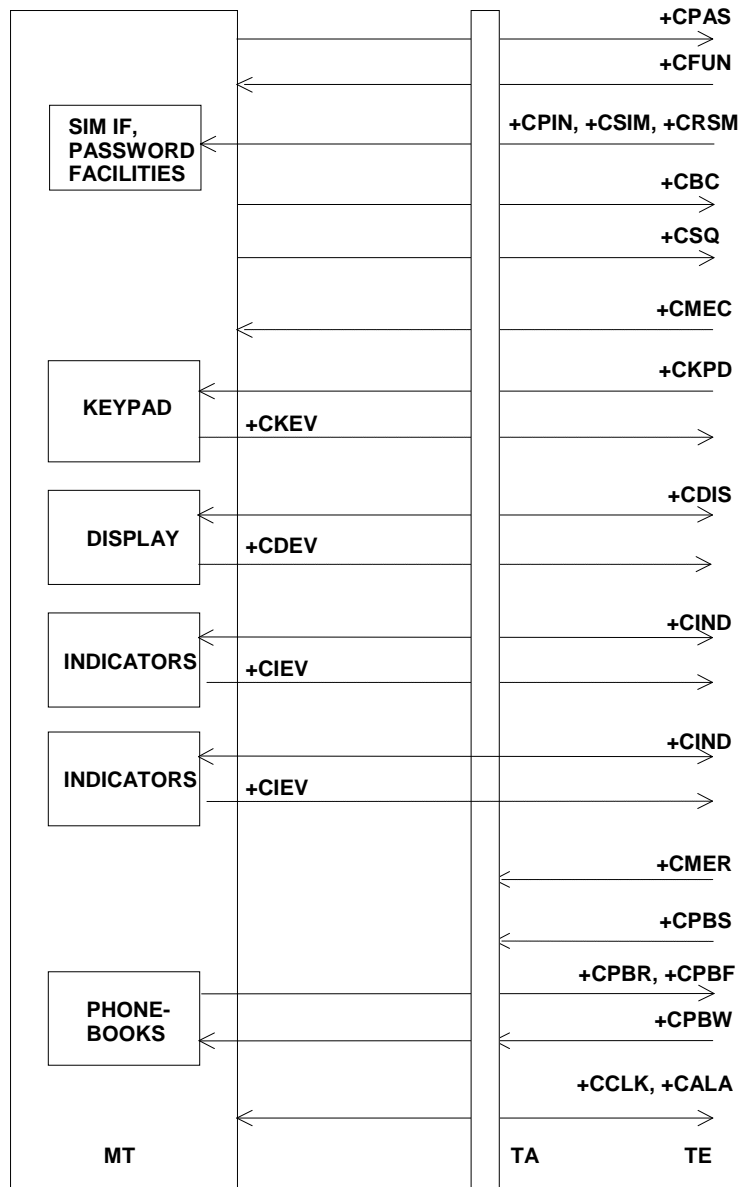 +CPAS
+CFUN
SIM IF,
PASSWORD
FACILITIES
+CPIN, +CSIM, +CRSM
+CBC
+CSQ
+CMEC
+CKPD
KEYPAD
+CKEV
+CDIS
DISPLAY
+CDEV
+CIND
INDICATORS
+CIEV
+CIND
INDICATORS
+CIEV
+CMER
+CPBS
+CPBR, +CPBF
PHONE-
BOOKS
+CPBW
+CCLK, +CALA
MT TA TE